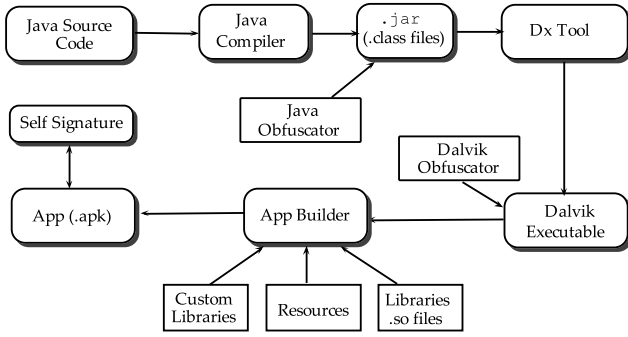 Java Source
Code
Java
Compiler
.jar
(.class files)
Dx Tool
Java
Obfuscator
Self Signature
Dalvik
Obfuscator
App (.apk)
App Builder
Dalvik
Executable
Custom
Libraries
Resources
Libraries
.so files